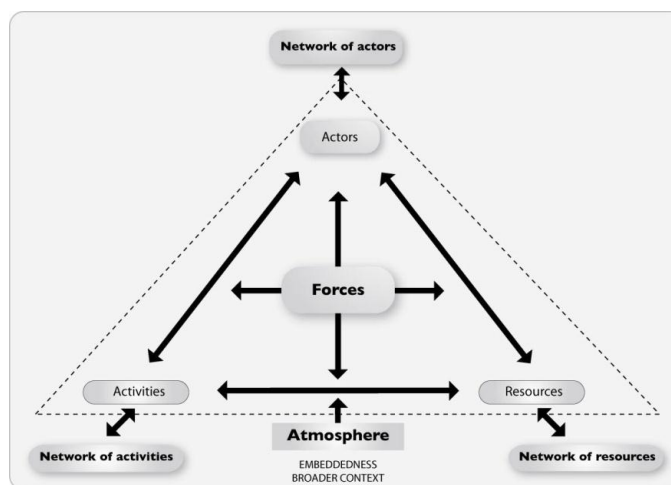 Network of actors
Actors
Forces
Activities
Resources
Atmosphere
Network of activities
Network of resources
EMBEDDEDNESS
BROADER CONTEXT